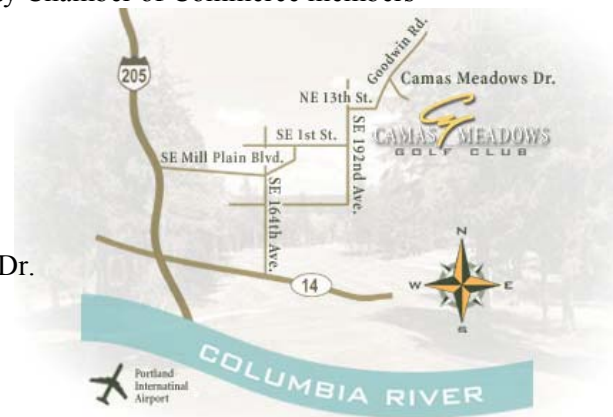 y Chamber of Commerce members
205
Goodwin Rd.
Camas Meadows Dr.
NE 13th St.
SE 1st St.
SE 192nd Ave.
CAMAS MEADOWS
GOLF CLUB
SE Mill Plain Blvd.
SE 164th Ave.
Dr.
14
N
W
E
S
COLUMBIA RIVER
Portland
Internatinal
Airport